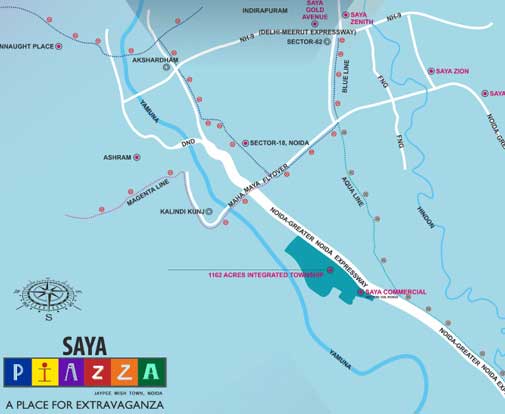 INDIRAPURAM
SAYA
GOLD
AVENUE
SAYA
ZENITH
NH-9
NNAUGHT PLACE
NH-9
(DELHI-MEERUT EXPRESSWAY)
SECTOR-62
AKSHARDHAM
BLUE LINE
FNG
SAYA ZION
SAYA
YAMUNA
FNG
NOIDA-GRE
DND
SECTOR-18, NOIDA
ASHRAM
MAGENTA LINE
MAHA MAYA FLYOVER
AQUA LINE
HINDON
KALINDI KUNJ
NOIDA-GREATER NOIDA EXPRESSWAY
1162 ACRES INTEGRATED TOWNSHIP
SAYA COMMERCIAL
S
NOIDA-GREATER NOIDA
YAMUNA
SAYA
PIAZZA
JAYPEE WISH TOWN, NOIDA
A PLACE FOR EXTRAVAGANZA